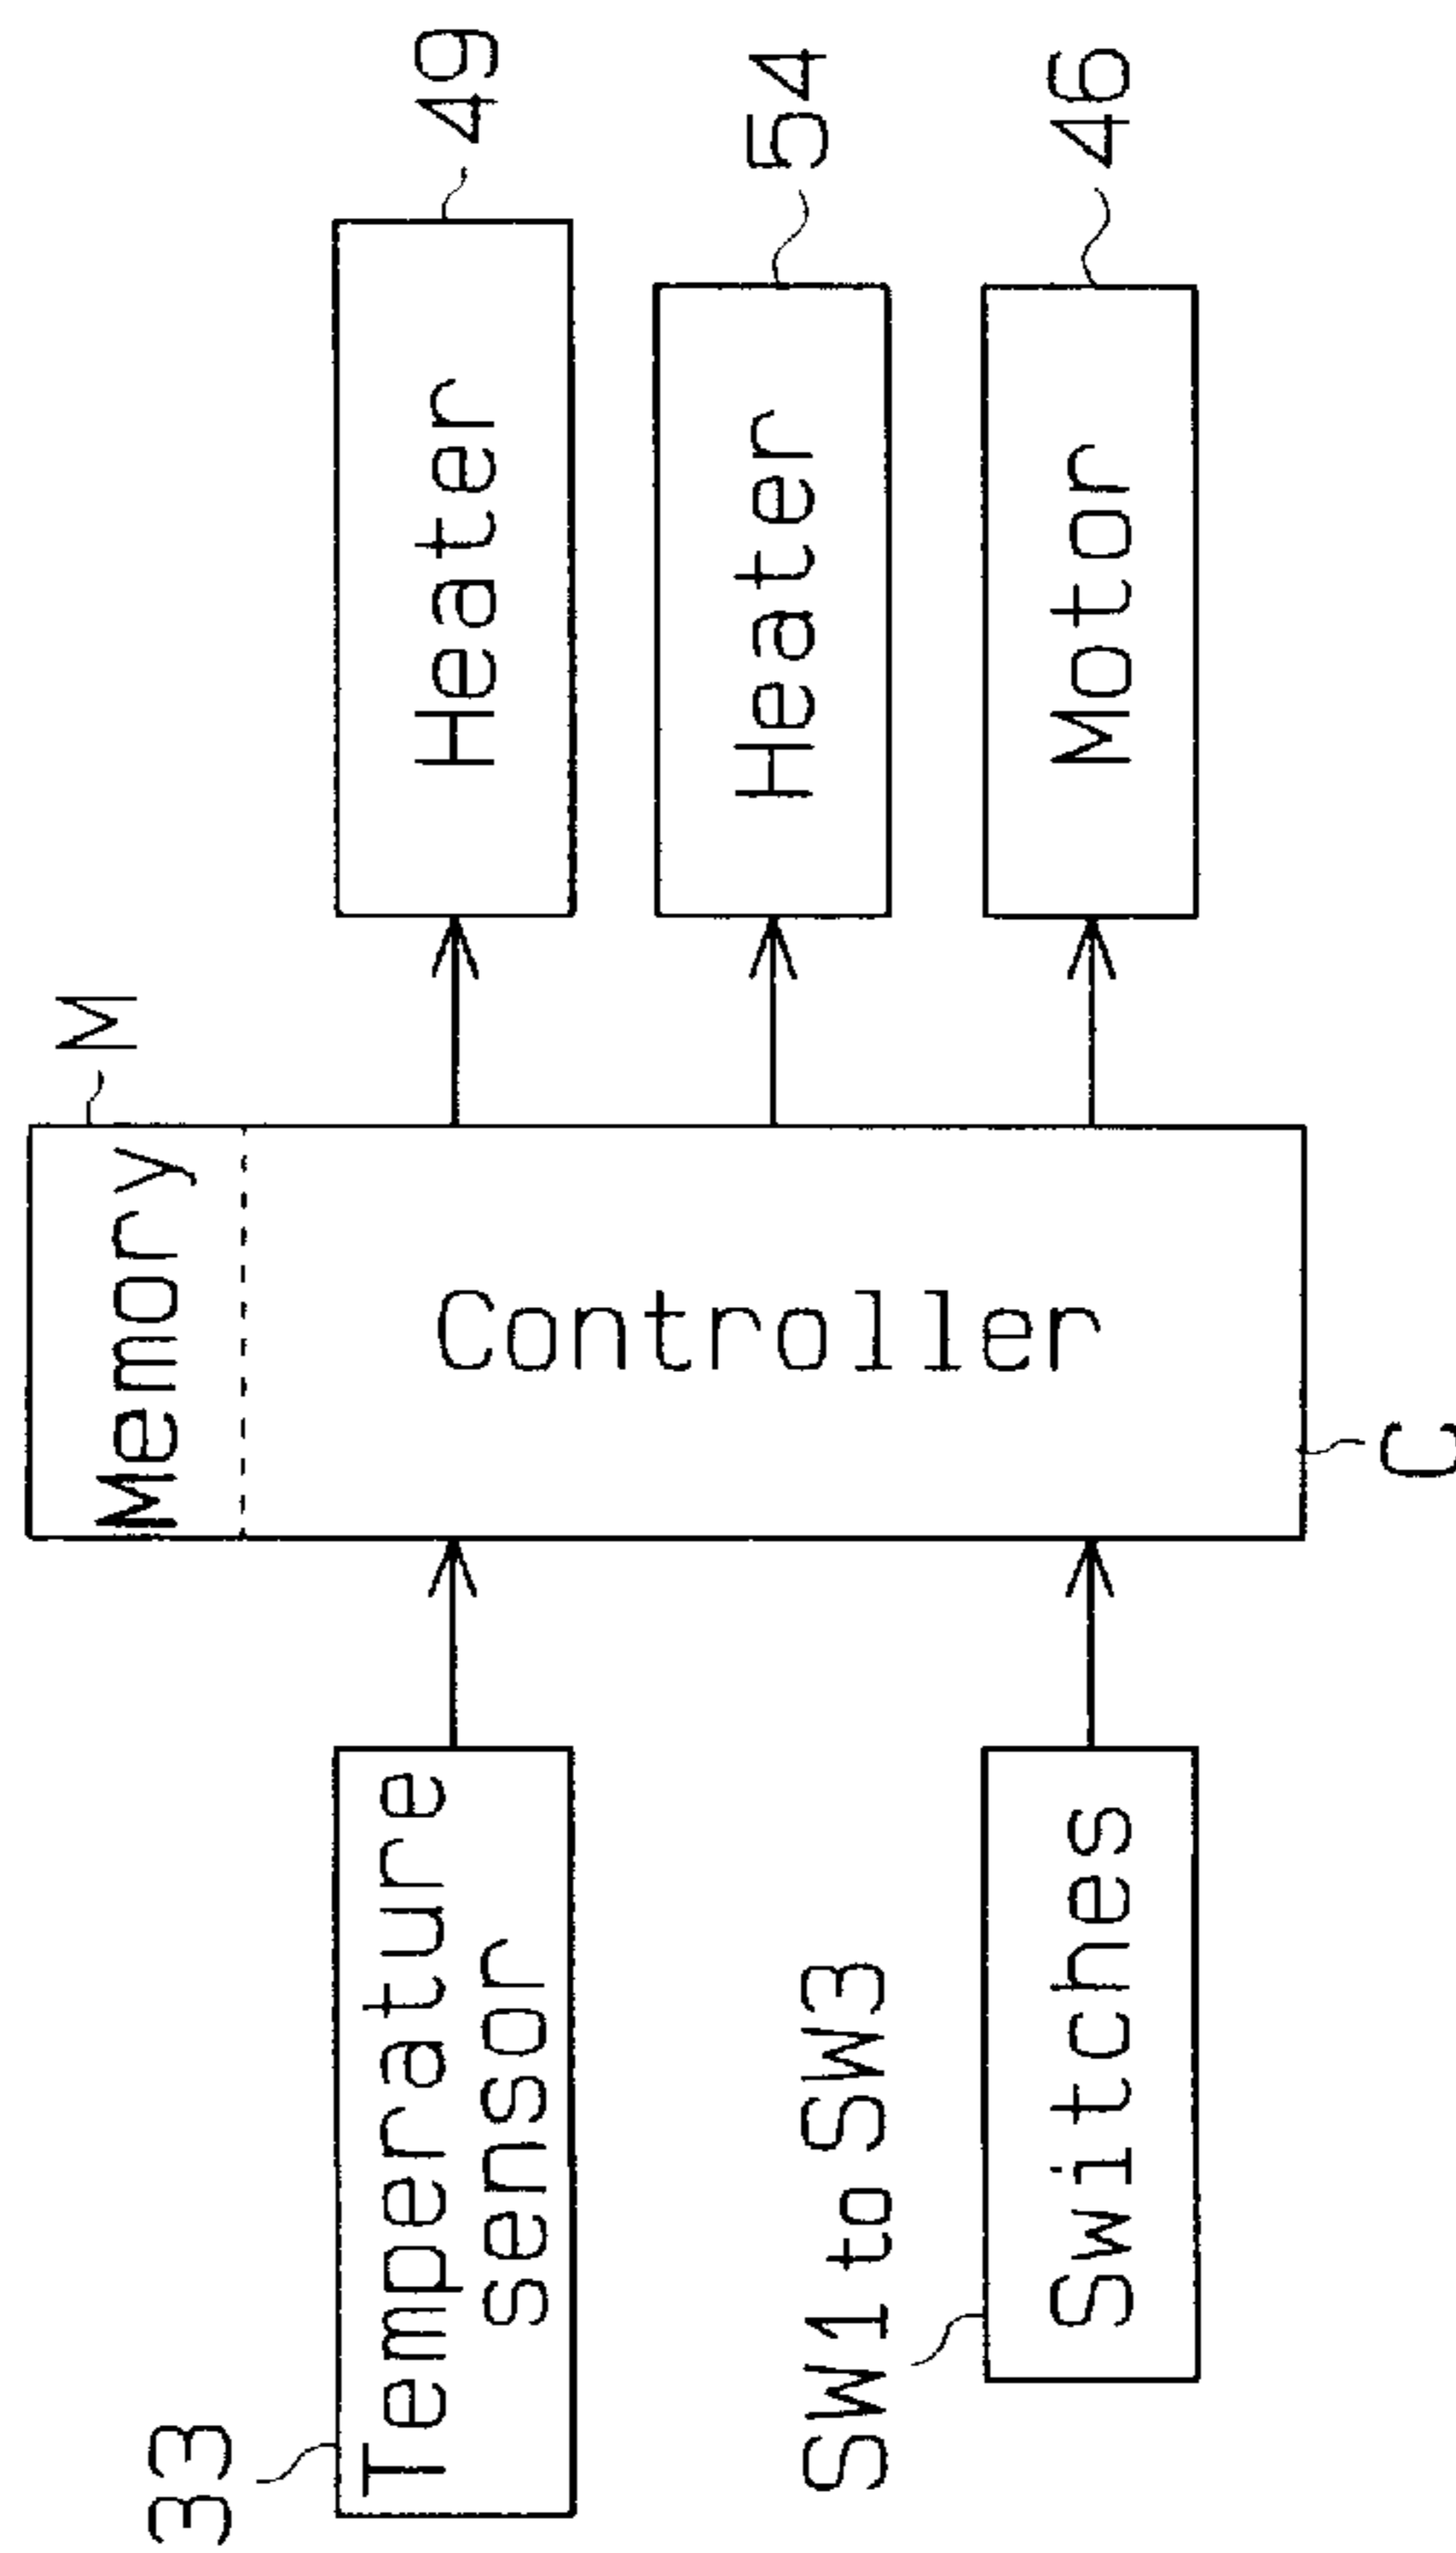 33
Temperature
sensor
SW1 to SW3
Switches
M
Memory
Controller
C
Heater
49
Heater
54
Motor
46